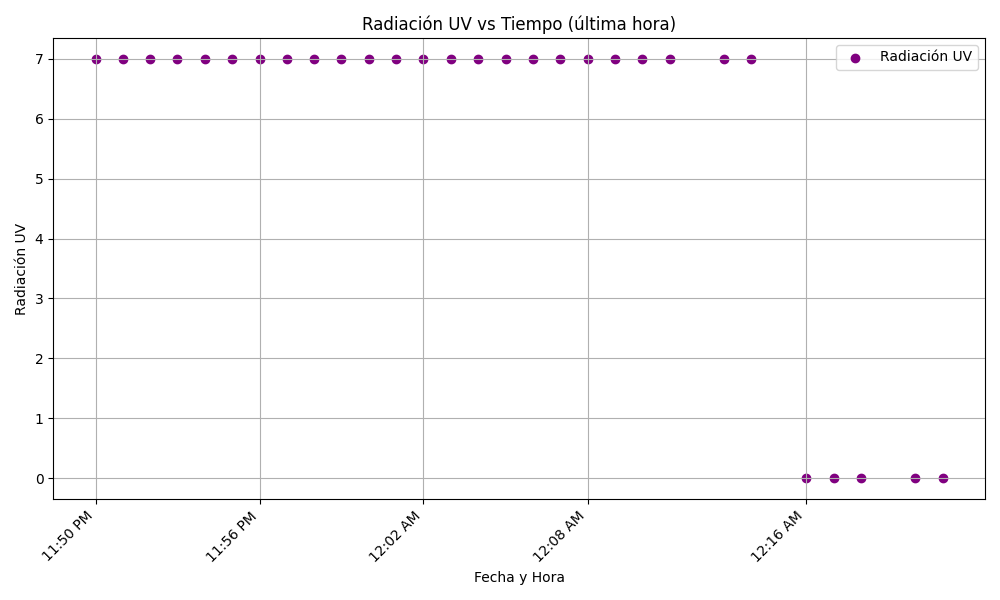 Radiación UV vs Tiempo (última hora)
Radiación UV
7
6
5
4
3
2
1
0
Radiación UV
11:50 PM
11:56 PM
12:02 AM
12:08 AM
12:16 AM
Fecha y Hora